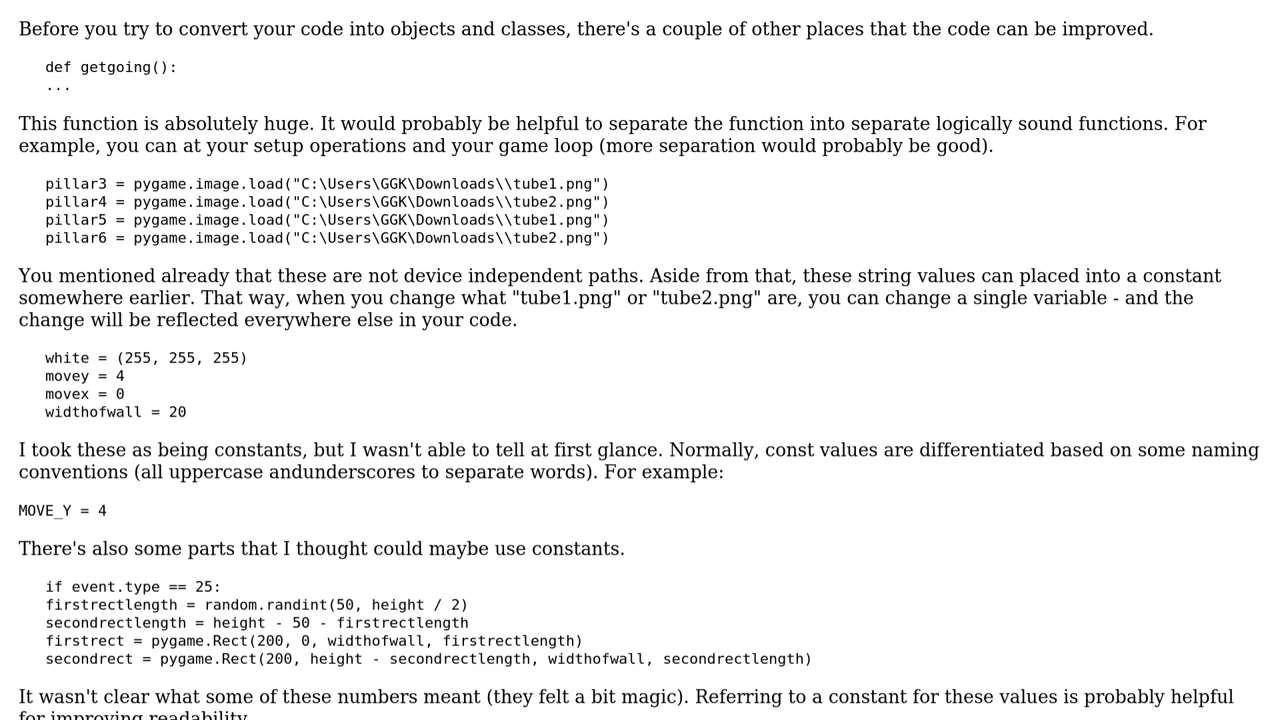 Before you try to convert your code into objects and classes, there's a couple of other places that the code can be improved.
def getgoing():
...
This function is absolutely huge. It would probably be helpful to separate the function into separate logically sound functions. For
example, you can at your setup operations and your game loop (more separation would probably be good).
pillar3 = pygame.image.load("C:\Users\GGK\Downloads\\tube1.png")
pillar4 = pygame.image.load("C:\Users\GGK\Downloads\\tube2.png")
pillar5 = pygame.image.load("C:\Users\GGK\Downloads\\tube1.png")
pillar6 = pygame.image.load("C:\Users\GGK\Downloads\\tube2.png")
You mentioned already that these are not device independent paths. Aside from that, these string values can placed into a constant
somewhere earlier. That way, when you change what "tube1.png" or "tube2.png" are, you can change a single variable - and the
change will be reflected everywhere else in your code.
white = (255, 255, 255)
movey = 4
movex = 0
widthofwall = 20
I took these as being constants, but I wasn't able to tell at first glance. Normally, const values are differentiated based on some naming
conventions (all uppercase andunderscores to separate words). For example:
MOVE_Y = 4
There's also some parts that I thought could maybe use constants.
if event.type == 25:
firstrectlength = random.randint(50, height / 2)
secondrectlength = height - 50 - firstrectlength
firstrect = pygame.Rect(200, 0, widthofwall, firstrectlength)
secondrect = pygame.Rect(200, height - secondrectlength, widthofwall, secondrectlength)
It wasn't clear what some of these numbers meant (they felt a bit magic). Referring to a constant for these values is probably helpful
for improving readability.